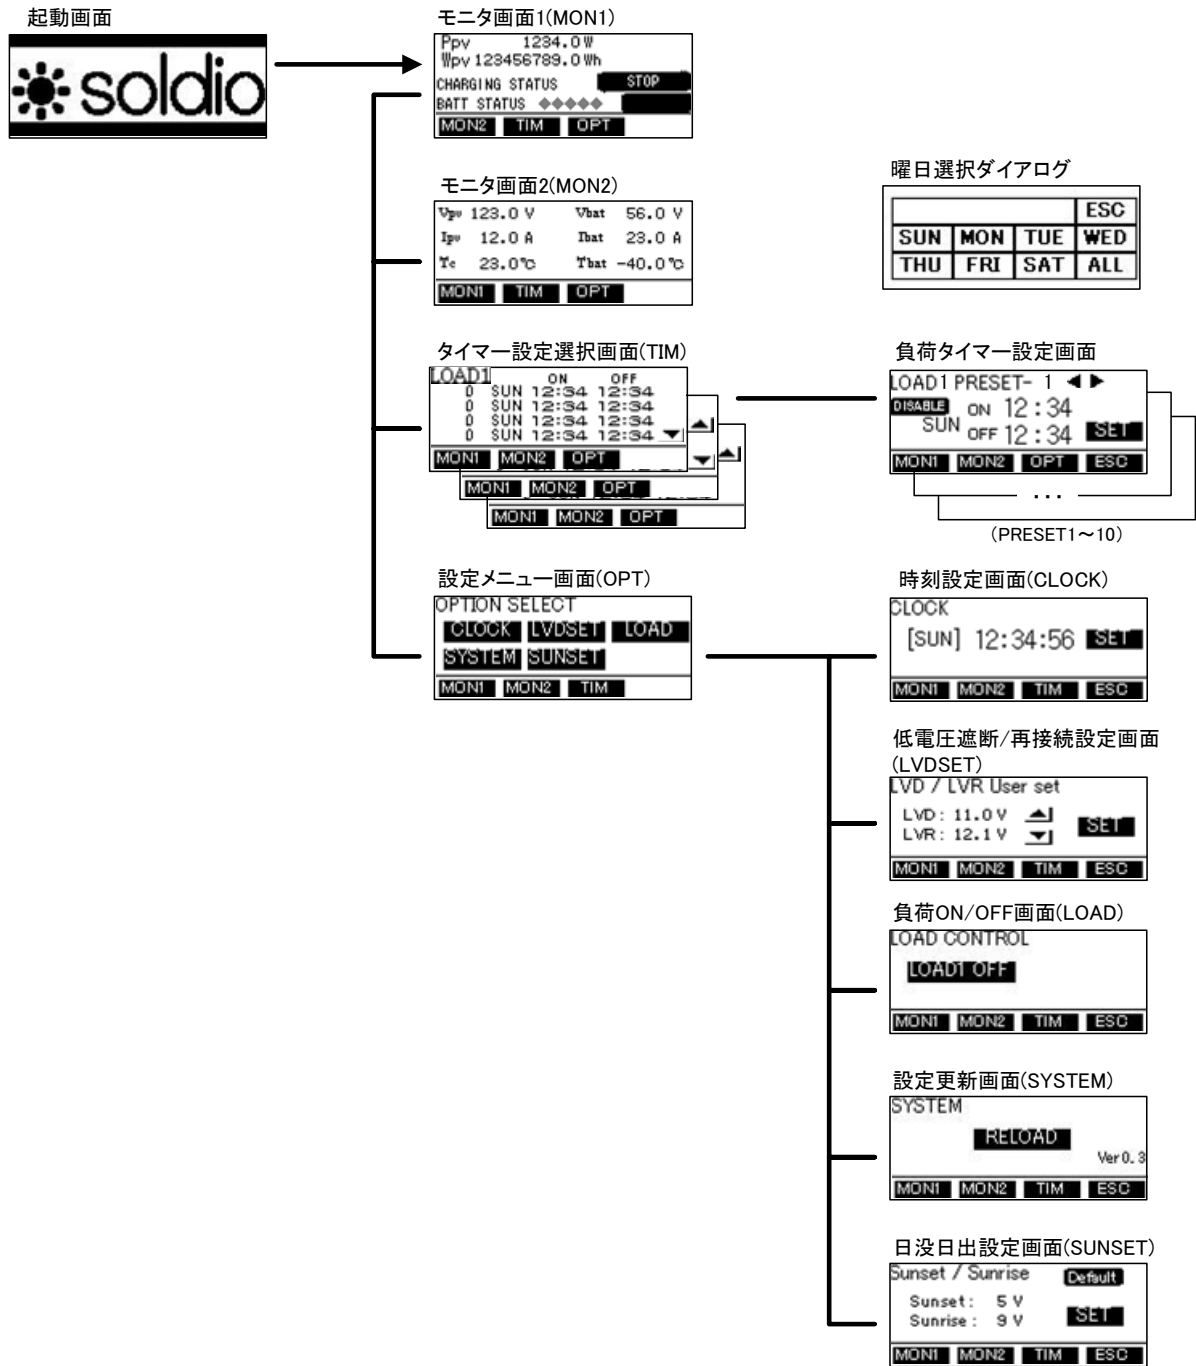 起動画面
soldio
モニタ画面1(MON1)
Ppv 1234.0 W
Wpv 123456789.0 Wh
CHARGING STATUS STOP
BATT STATUS ◆◆◆◆◆
MON2 TIM OPT
モニタ画面2(MON2)
Vpv 123.0 V Vbat 56.0 V
Ipv 12.0 A Ibat 23.0 A
Tc 23.0℃ Tbat -40.0℃
MON1 TIM OPT
曜日選択ダイアログ
ESC
SUN MON TUE WED
THU FRI SAT ALL
タイマー設定選択画面(TIM)
LOAD1 ON OFF
0 SUN 12:34 12:34
0 SUN 12:34 12:34
0 SUN 12:34 12:34
0 SUN 12:34 12:34 ▼
MON1 MON2 OPT
MON1 MON2 OPT
MON1 MON2 OPT
負荷タイマー設定画面
LOAD1 PRESET- 1 ◀ ▶
DISABLE ON 12:34
SUN OFF 12:34 SET
MON1 MON2 OPT ESC
...
(PRESET1～10)
設定メニュー画面(OPT)
OPTION SELECT
CLOCK LVDSET LOAD
SYSTEM SUNSET
MON1 MON2 TIM
時刻設定画面(CLOCK)
CLOCK
[SUN] 12:34:56 SET
MON1 MON2 TIM ESC
低電圧遮断/再接続設定画面
(LVDSET)
LVD / LVR User set
LVD: 11.0 V ▲
LVR: 12.1 V ▼ SET
MON1 MON2 TIM ESC
負荷ON/OFF画面(LOAD)
LOAD CONTROL
LOAD1 OFF
MON1 MON2 TIM ESC
設定更新画面(SYSTEM)
SYSTEM
RELOAD
Ver 0.3
MON1 MON2 TIM ESC
日没日出設定画面(SUNSET)
Sunset / Sunrise Default
Sunset: 5 V
Sunrise: 9 V SET
MON1 MON2 TIM ESC